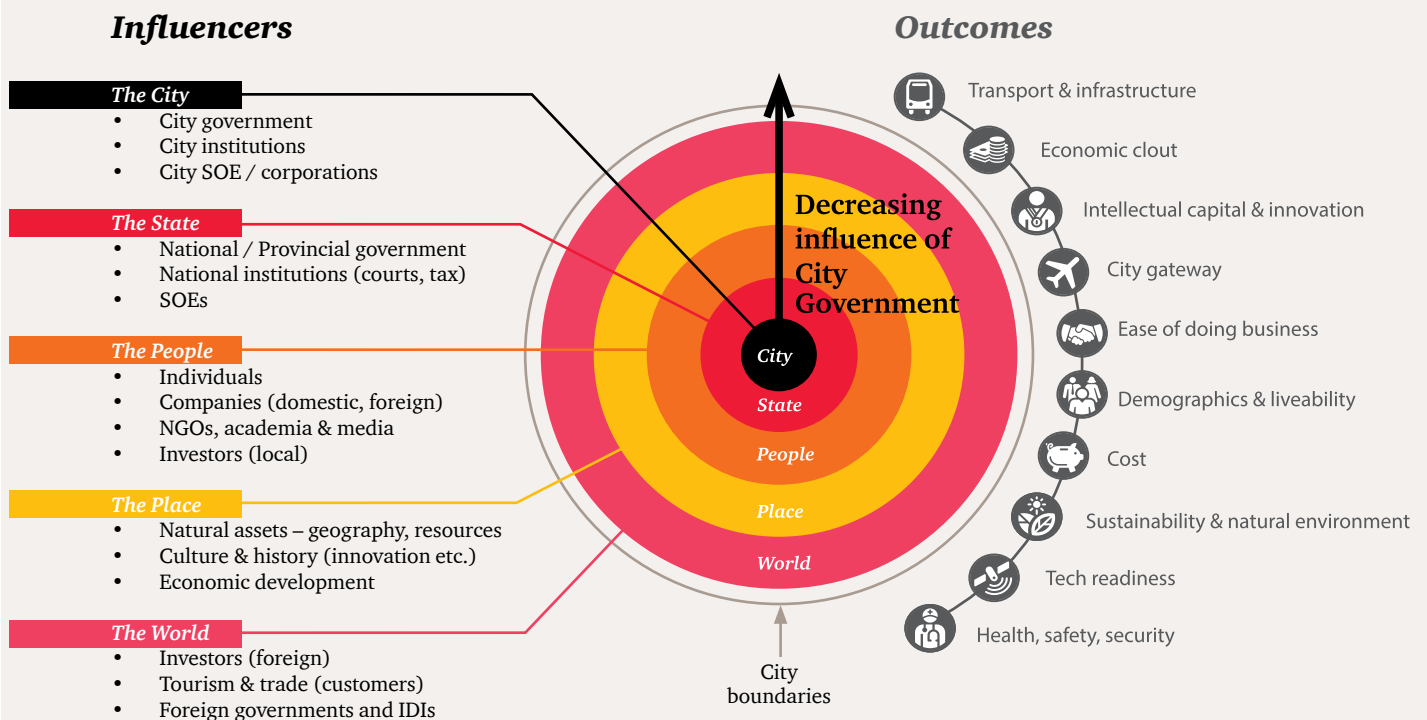 Influencers
The City
• City government
• City institutions
• City SOE / corporations
The State
• National / Provincial government
• National institutions (courts, tax)
• SOEs
The People
• Individuals
• Companies (domestic, foreign)
• NGOs, academia & media
• Investors (local)
The Place
• Natural assets – geography, resources
• Culture & history (innovation etc.)
• Economic development
The World
• Investors (foreign)
• Tourism & trade (customers)
• Foreign governments and IDIs
Decreasing
influence of
City
Government
City
State
People
Place
World
City
boundaries
Outcomes
Transport & infrastructure
Economic clout
Intellectual capital & innovation
City gateway
Ease of doing business
Demographics & liveability
Cost
Sustainability & natural environment
Tech readiness
Health, safety, security